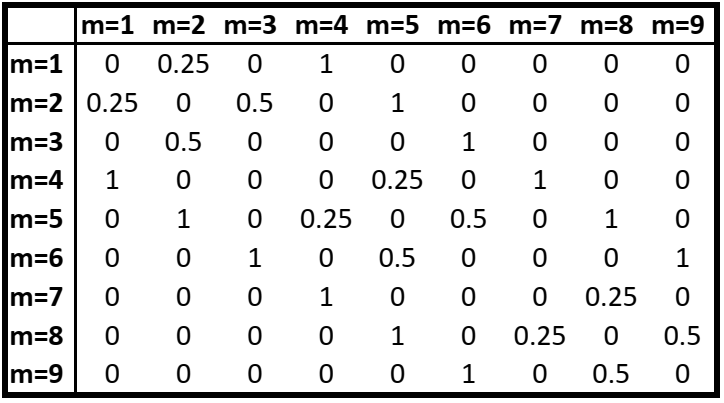 m=1 m=2 m=3 m=4 m=5 m=6 m=7 m=8 m=9
m=1 0 0.25 0 1 0 0 0 0 0
m=2 0.25 0 0.5 0 1 0 0 0 0
m=3 0 0.5 0 0 0 1 0 0 0
m=4 1 0 0 0 0.25 0 1 0 0
m=5 0 1 0 0.25 0 0.5 0 1 0
m=6 0 0 1 0 0.5 0 0 0 1
m=7 0 0 0 1 0 0 0 0.25 0
m=8 0 0 0 0 1 0 0.25 0 0.5
m=9 0 0 0 0 0 1 0 0.5 0